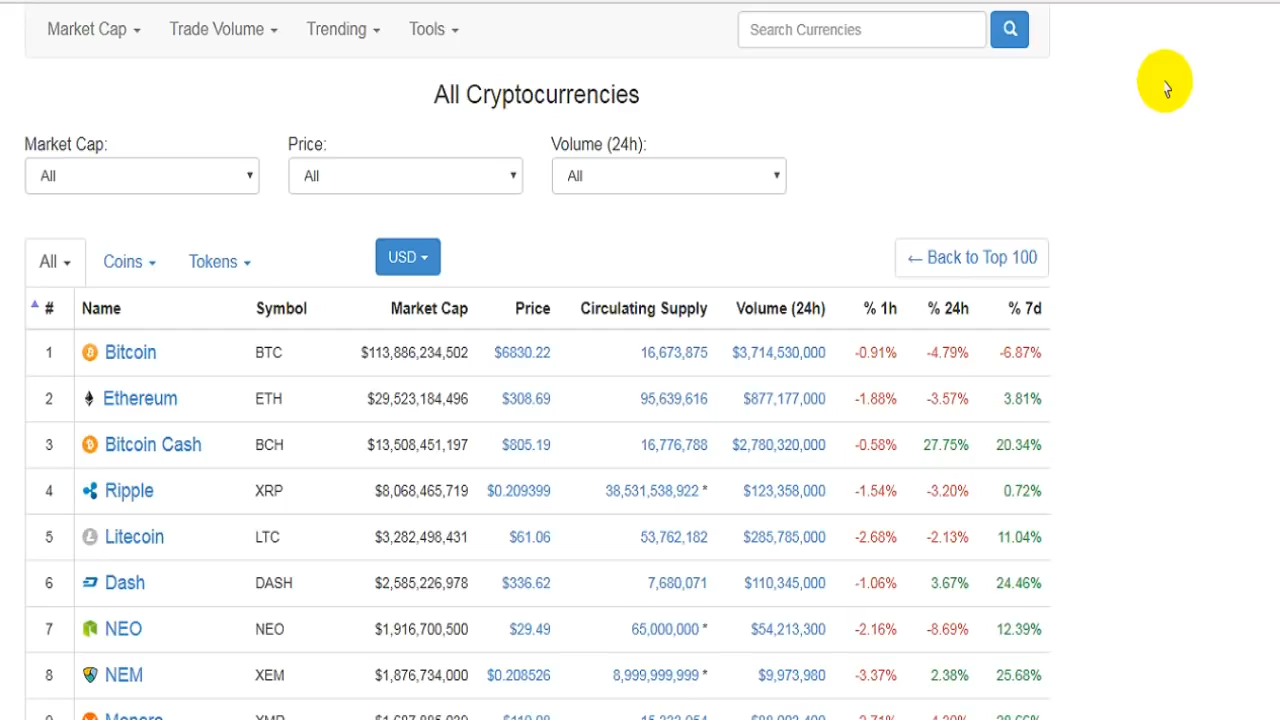 Market Cap Trade Volume Trending Tools Search Currencies
All Cryptocurrencies
Market Cap: Price: Volume (24h):
All All All
All Coins Tokens USD ← Back to Top 100
# Name Symbol Market Cap Price Circulating Supply Volume (24h) % 1h % 24h % 7d
1 Bitcoin BTC $113,886,234,502 $6830.22 16,673,875 $3,714,530,000 -0.91% -4.79% -6.87%
2 Ethereum ETH $29,523,184,496 $308.69 95,639,616 $877,177,000 -1.88% -3.57% 3.81%
3 Bitcoin Cash BCH $13,508,451,197 $805.19 16,776,788 $2,780,320,000 -0.58% 27.75% 20.34%
4 Ripple XRP $8,068,465,719 $0.209399 38,531,538,922 * $123,358,000 -1.54% -3.20% 0.72%
5 Litecoin LTC $3,282,498,431 $61.06 53,762,182 $285,785,000 -2.68% -2.13% 11.04%
6 Dash DASH $2,585,226,978 $336.62 7,680,071 $110,345,000 -1.06% 3.67% 24.46%
7 NEO NEO $1,916,700,500 $29.49 65,000,000 * $54,213,300 -2.16% -8.69% 12.39%
8 NEM XEM $1,876,734,000 $0.208526 8,999,999,999 * $9,973,980 -3.37% 2.38% 25.68%
9 Monero XMR